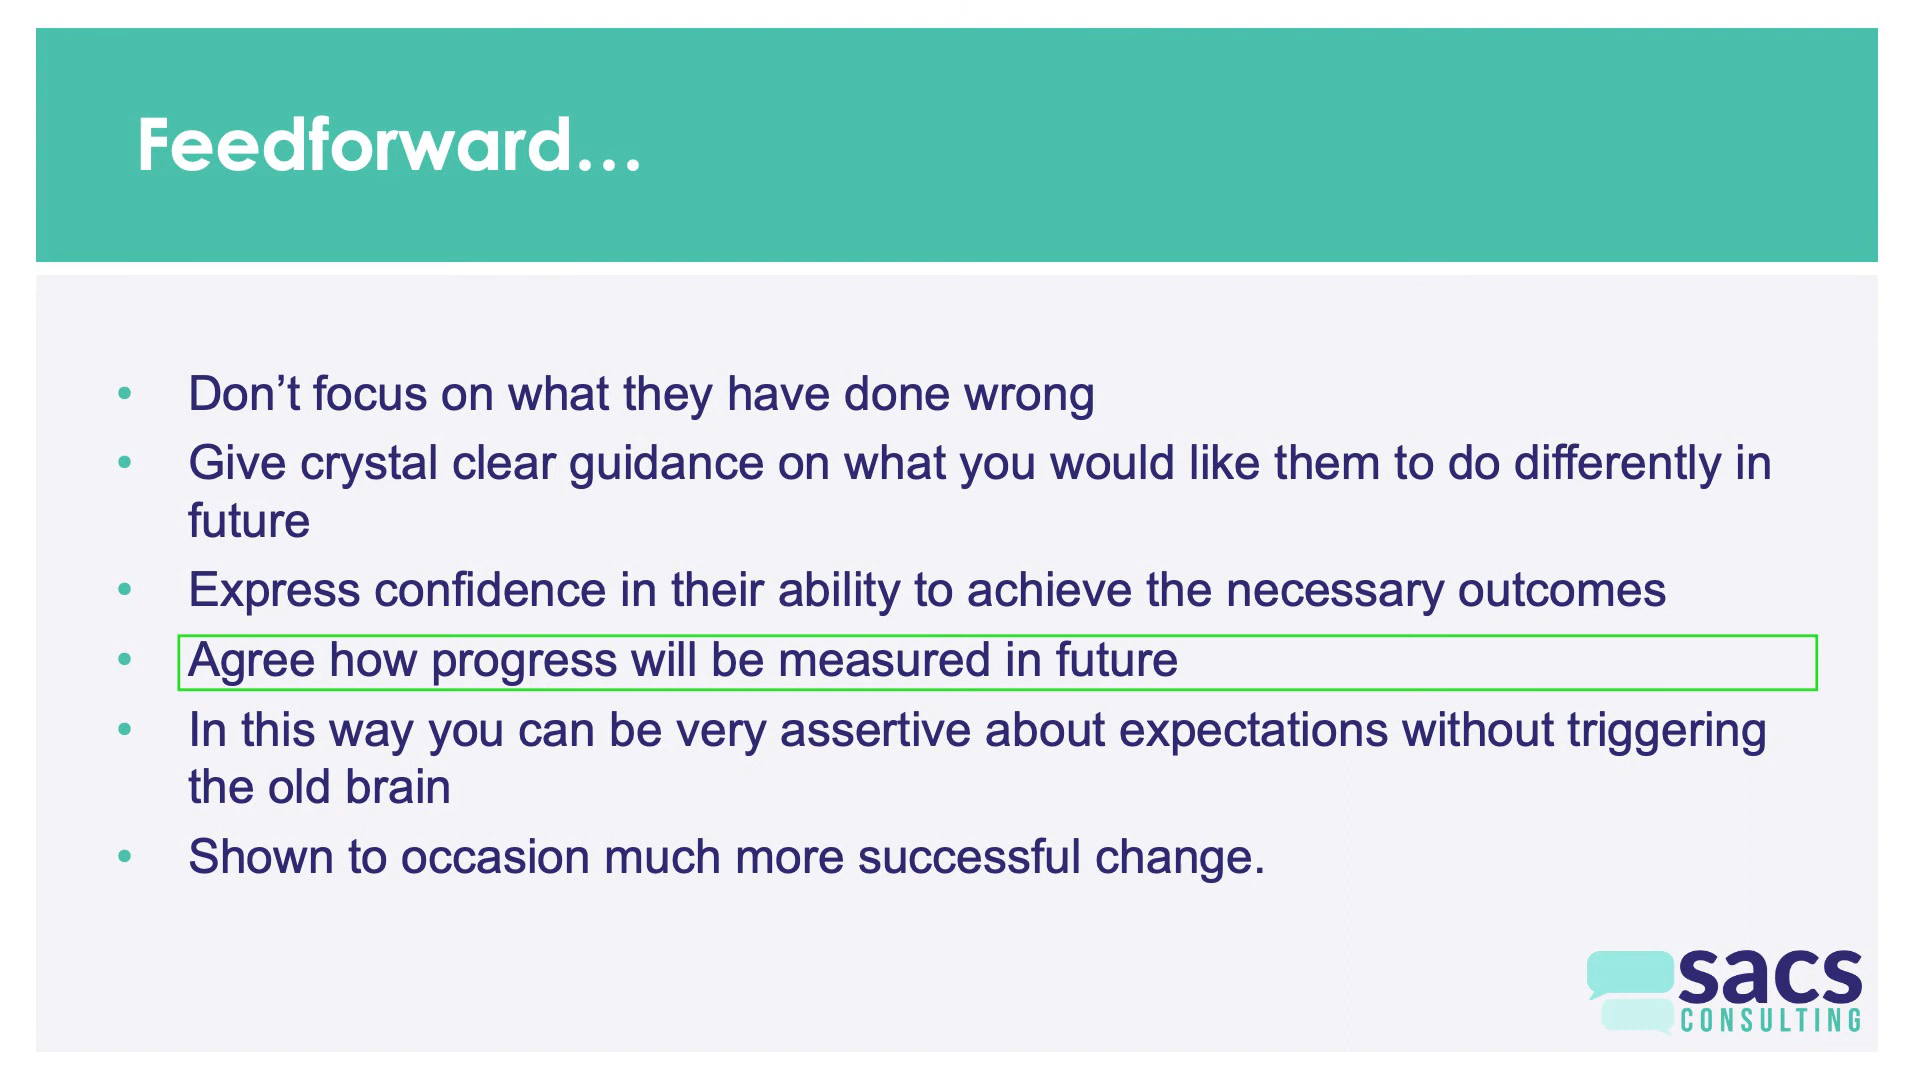 Feedforward…
• Don’t focus on what they have done wrong
• Give crystal clear guidance on what you would like them to do differently in
future
• Express confidence in their ability to achieve the necessary outcomes
• Agree how progress will be measured in future
• In this way you can be very assertive about expectations without triggering
the old brain
• Shown to occasion much more successful change.
sacs
CONSULTING